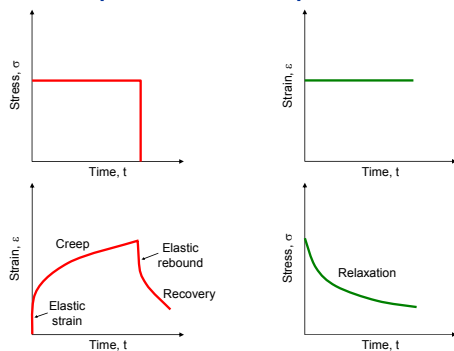 Stress, σ
Time, t
Strain, ε
Time, t
Strain, ε
Creep
Elastic
rebound
Recovery
Elastic
strain
Time, t
Stress, σ
Relaxation
Time, t